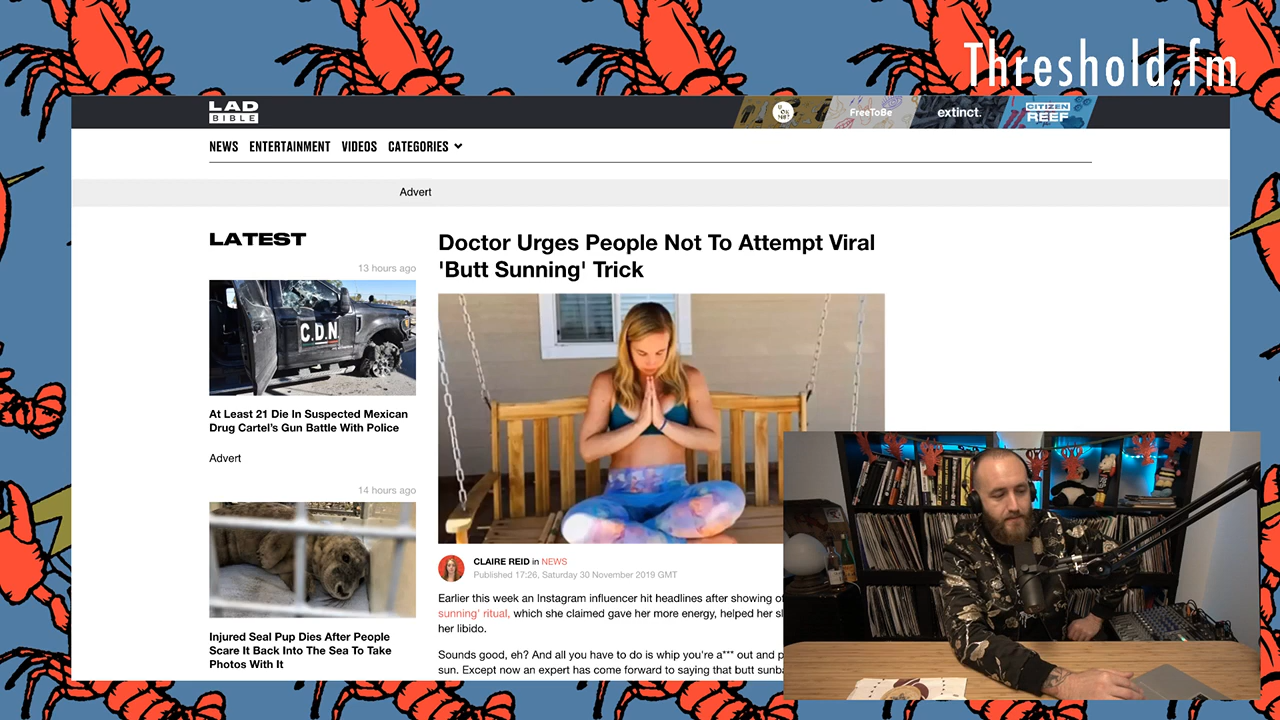 Threshold.fm
LAD
BIBLE
FreeToBe
extinct.
CITIZEN
REEF
NEWS ENTERTAINMENT VIDEOS CATEGORIES
Advert
LATEST
13 hours ago
C.D.N.
At Least 21 Die In Suspected Mexican
Drug Cartel's Gun Battle With Police
Advert
14 hours ago
Injured Seal Pup Dies After People
Scare It Back Into The Sea To Take
Photos With It
Doctor Urges People Not To Attempt Viral
'Butt Sunning' Trick
CLAIRE REID in NEWS
Published 17:26, Saturday 30 November 2019 GMT
Earlier this week an Instagram influencer hit headlines after showing
sunning' ritual, which she claimed gave her more energy, helped her
her libido.
Sounds good, eh? And all you have to do is whip you're a*** out and
sun. Except now an expert has come forward to saying that butt